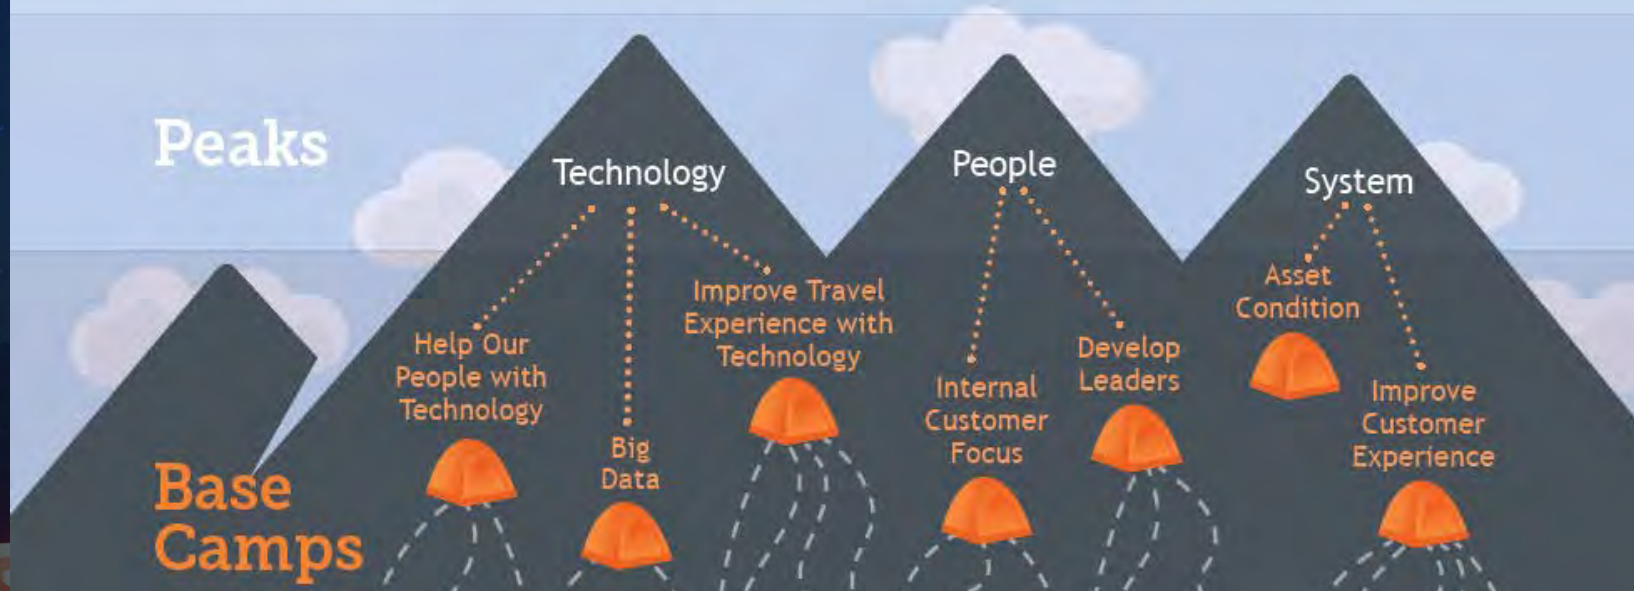 Peaks
Technology
People
System
Help Our
People with
Technology
Big
Data
Improve Travel
Experience with
Technology
Internal
Customer
Focus
Develop
Leaders
Asset
Condition
Improve
Customer
Experience
Base
Camps